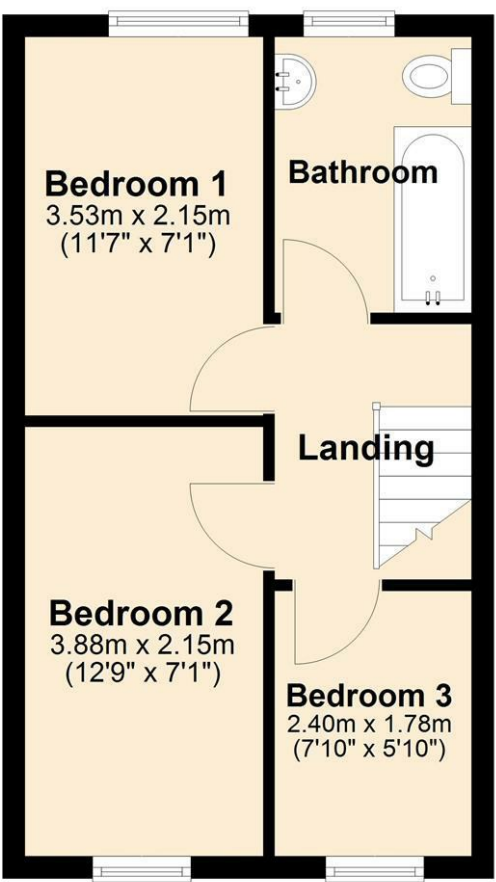 Bedroom 1
3.53m x 2.15m
(11'7" x 7'1")
Bathroom
Landing
Bedroom 2
3.88m x 2.15m
(12'9" x 7'1")
Bedroom 3
2.40m x 1.78m
(7'10" x 5'10")